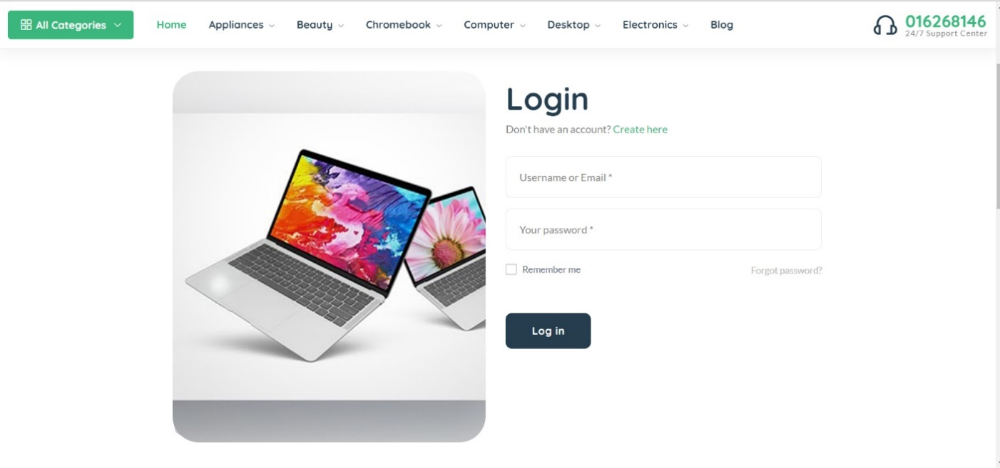 All Categories
Home Appliances Beauty Chromebook Computer Desktop Electronics Blog
016268146
24/7 Support Center
Login
Don't have an account? Create here
Username or Email *
Your password *
Remember me Forgot password?
Log in